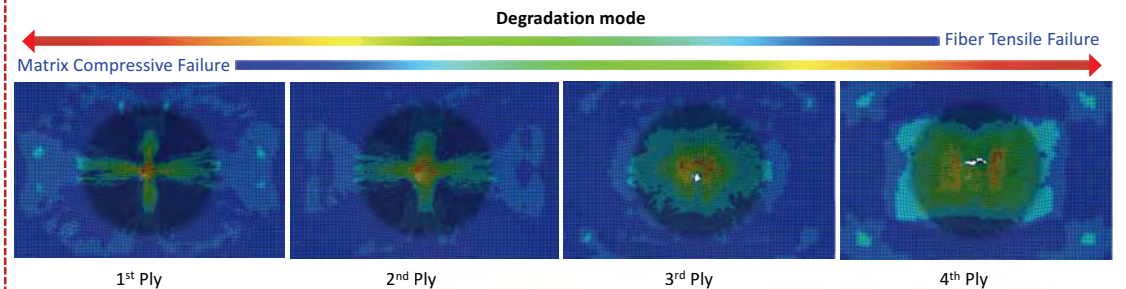 Degradation mode
Fiber Tensile Failure
Matrix Compressive Failure
1st Ply
2nd Ply
3rd Ply
4th Ply